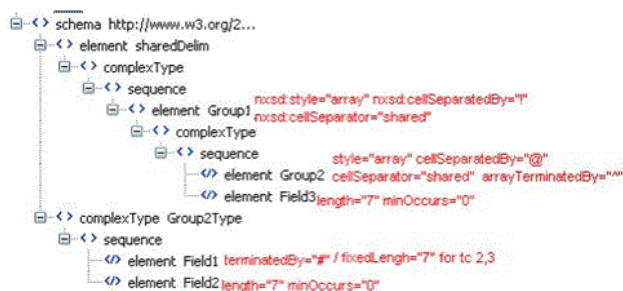 schema http://www.w3.org/2...
element sharedDelim
complexType
sequence
element Group1 nxsd:style="array" nxsd:cellSeparatedBy="!"
nxsd:cellSeparator="shared"
complexType
sequence
style="array" cellSeparatedBy="@"
element Group2 cellSeparator="shared" arrayTerminatedBy="^"
element Field3 length="7" minOccurs="0"
complexType Group2Type
sequence
element Field1 terminatedBy="#" / fixedLengh="7" for tc 2,3
element Field2 length="7" minOccurs="0"